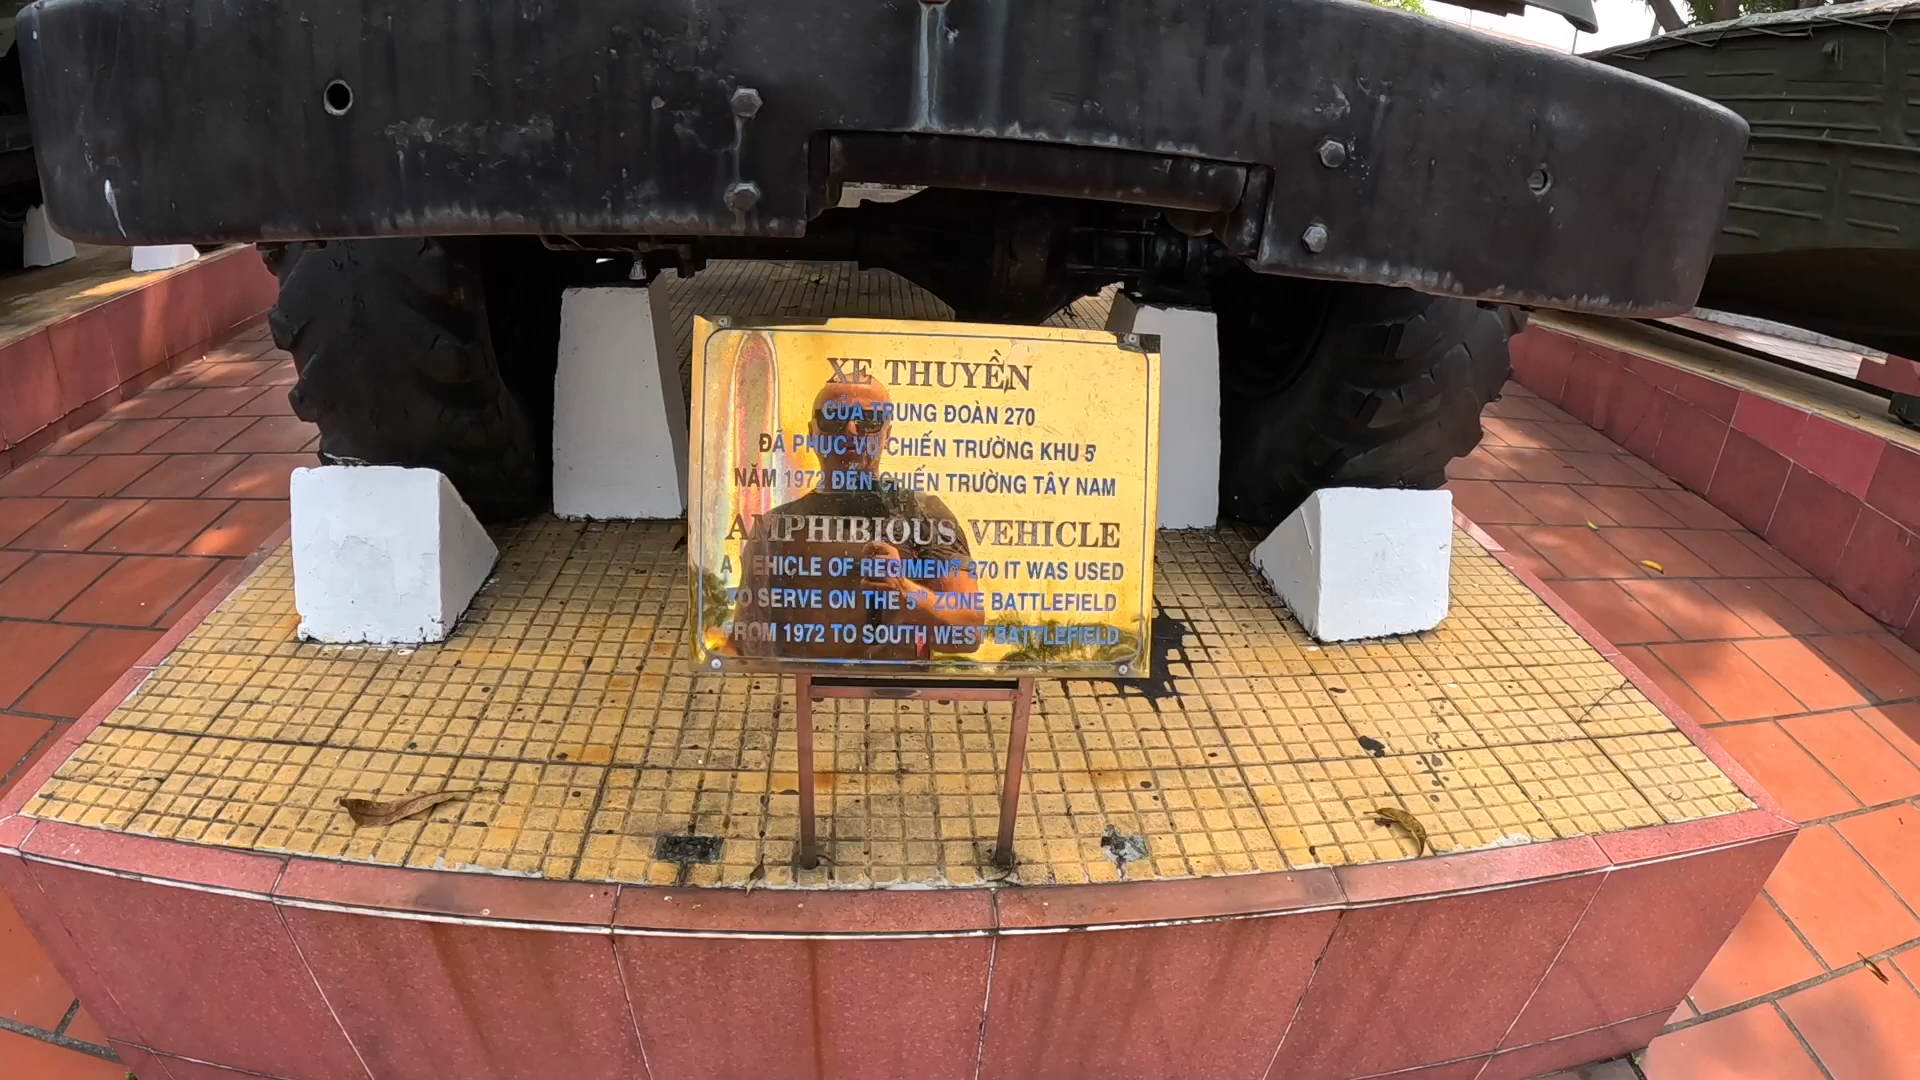 XE THUYỀN
CỦA TRUNG ĐOÀN 270
ĐÃ PHỤC VỤ CHIẾN TRƯỜNG KHU 5
NĂM 1972 ĐẾN CHIẾN TRƯỜNG TÂY NAM
AMPHIBIOUS VEHICLE
A VEHICLE OF REGIMENT 270 IT WAS USED
TO SERVE ON THE 5th ZONE BATTLEFIELD
FROM 1972 TO SOUTH WEST BATTLEFIELD